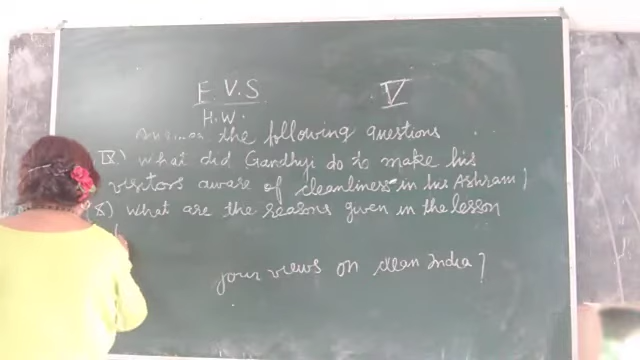 E.V.S V
H.W.
the following questions
IX) what did Gandhiji do to make his
visitors aware of cleanliness in his Ashram?
X) what are the reasons given in the lesson
your views on clean India?